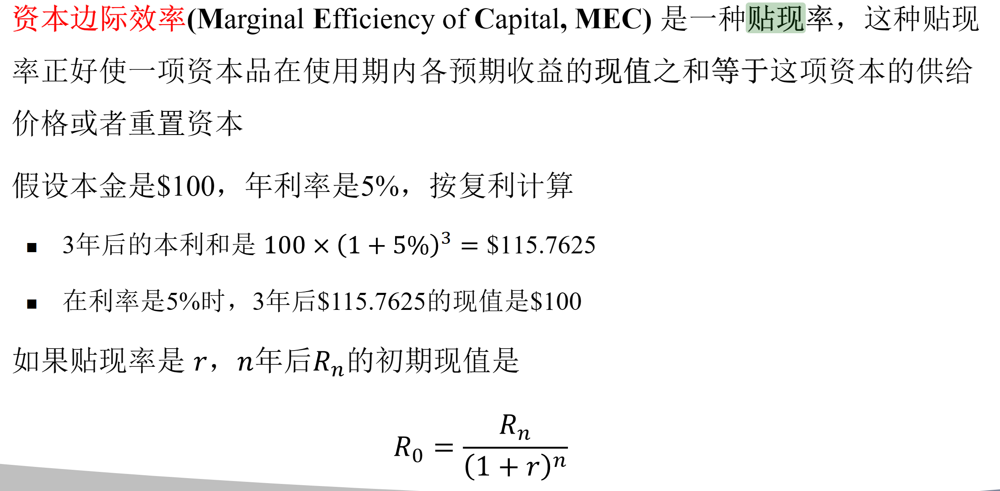 资本边际效率(Marginal Efficiency of Capital, MEC) 是一种贴现率，这种贴现
率正好使一项资本品在使用期内各预期收益的现值之和等于这项资本的供给
价格或者重置资本
假设本金是$100，年利率是5%，按复利计算
▪ 3年后的本利和是 100 × (1 + 5%)³ = $115.7625
▪ 在利率是5%时，3年后$115.7625的现值是$100
如果贴现率是 r，n年后Rₙ的初期现值是
R₀ = Rₙ / (1 + r)ⁿ